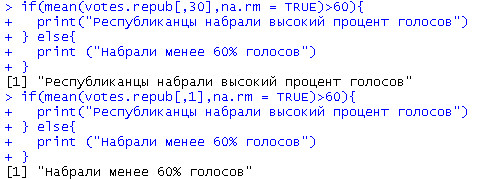 > if(mean(votes.repub[,30],na.rm = TRUE)>60){
+   print("Республиканцы набрали высокий процент голосов")
+ } else{
+   print ("Набрали менее 60% голосов")
+ }
[1] "Республиканцы набрали высокий процент голосов"
> if(mean(votes.repub[,1],na.rm = TRUE)>60){
+   print("Республиканцы набрали высокий процент голосов")
+ } else{
+   print ("Набрали менее 60% голосов")
+ }
[1] "Набрали менее 60% голосов"